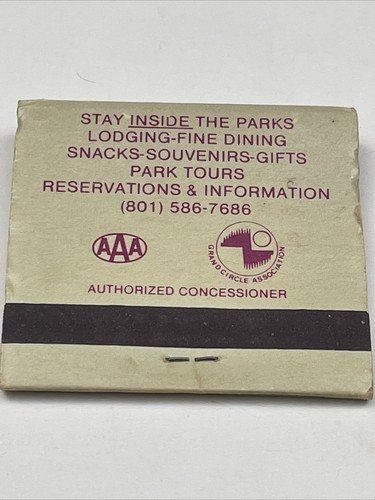 STAY INSIDE THE PARKS
LODGING-FINE DINING
SNACKS-SOUVENIRS-GIFTS
PARK TOURS
RESERVATIONS & INFORMATION
(801) 586-7686
AAA
GRAND CIRCLE ASSOCIATION
AUTHORIZED CONCESSIONER